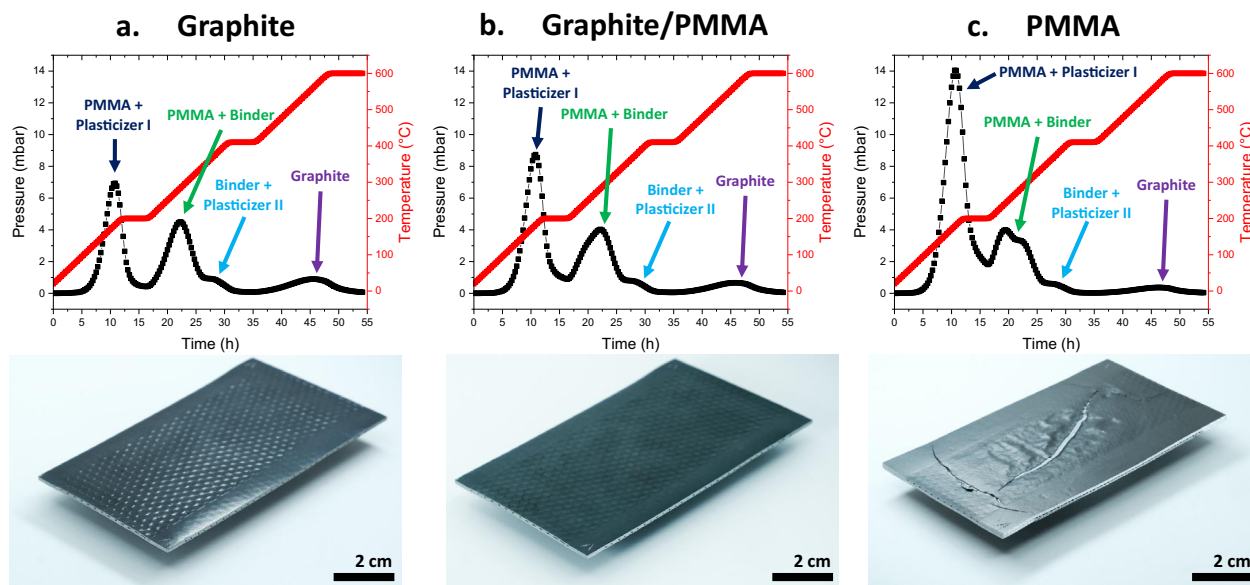 a. Graphite
b. Graphite/PMMA
c. PMMA
Pressure (mbar)
14
12
10
8
6
4
2
0
PMMA +
Plasticizer I
PMMA + Binder
Binder +
Plasticizer II
Graphite
600
500
400
300
200
100
0
Temperature (°C)
0 5 10 15 20 25 30 35 40 45 50 55
Time (h)
Pressure (mbar)
14
12
10
8
6
4
2
0
PMMA +
Plasticizer I
PMMA + Binder
Binder +
Plasticizer II
Graphite
600
500
400
300
200
100
0
Temperature (°C)
0 5 10 15 20 25 30 35 40 45 50 55
Time (h)
Pressure (mbar)
14
12
10
8
6
4
2
0
PMMA + Plasticizer I
PMMA + Binder
Binder +
Plasticizer II
Graphite
600
500
400
300
200
100
0
Temperature (°C)
0 5 10 15 20 25 30 35 40 45 50 55
Time (h)
2 cm
2 cm
2 cm